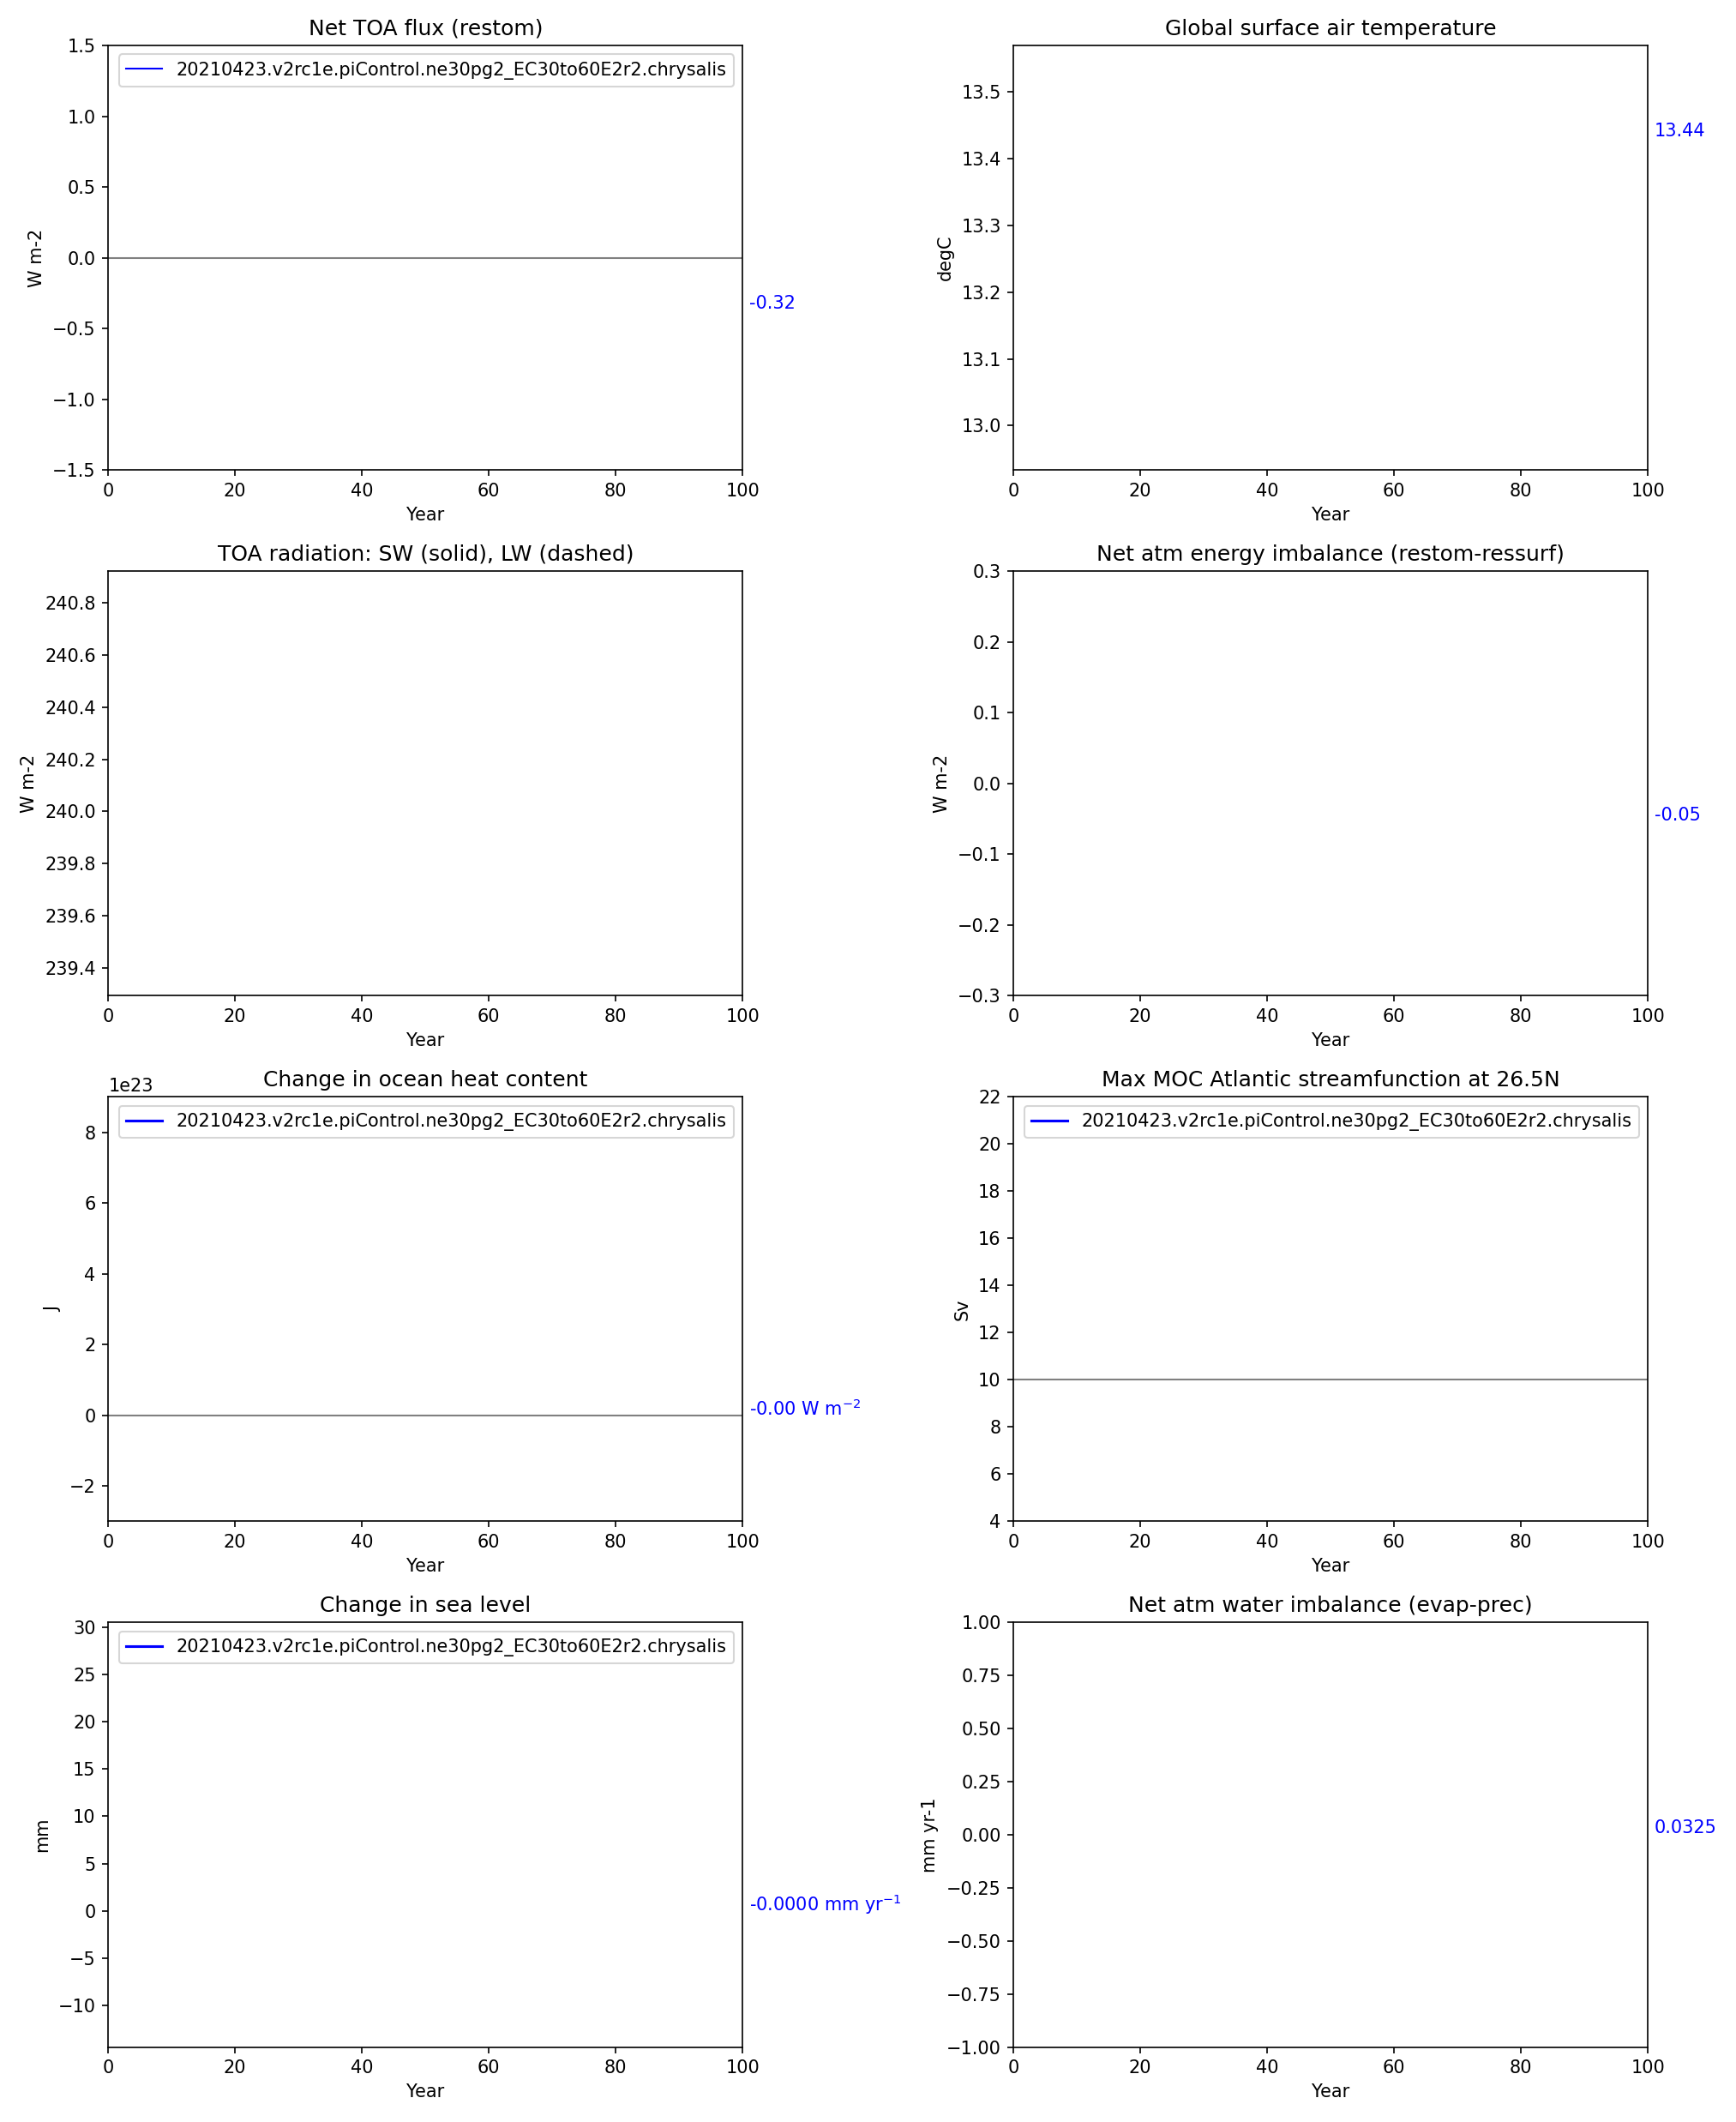 Net TOA flux (restom)
1.5
1.0
0.5
0.0
−0.5
−1.0
−1.5
W m-2
20210423.v2rc1e.piControl.ne30pg2_EC30to60E2r2.chrysalis
-0.32
0 20 40 60 80 100
Year
Global surface air temperature
13.5
13.4
13.3
13.2
13.1
13.0
degC
13.44
0 20 40 60 80 100
Year
TOA radiation: SW (solid), LW (dashed)
240.8
240.6
240.4
240.2
240.0
239.8
239.6
239.4
W m-2
0 20 40 60 80 100
Year
Net atm energy imbalance (restom-ressurf)
0.3
0.2
0.1
0.0
−0.1
−0.2
−0.3
W m-2
-0.05
0 20 40 60 80 100
Year
Change in ocean heat content
1e23
8
6
4
2
0
−2
J
20210423.v2rc1e.piControl.ne30pg2_EC30to60E2r2.chrysalis
-0.00 W m⁻²
0 20 40 60 80 100
Year
Max MOC Atlantic streamfunction at 26.5N
22
20
18
16
14
12
10
8
6
4
Sv
20210423.v2rc1e.piControl.ne30pg2_EC30to60E2r2.chrysalis
0 20 40 60 80 100
Year
Change in sea level
30
25
20
15
10
5
0
−5
−10
mm
20210423.v2rc1e.piControl.ne30pg2_EC30to60E2r2.chrysalis
-0.0000 mm yr⁻¹
0 20 40 60 80 100
Year
Net atm water imbalance (evap-prec)
1.00
0.75
0.50
0.25
0.00
−0.25
−0.50
−0.75
−1.00
mm yr-1
0.0325
0 20 40 60 80 100
Year